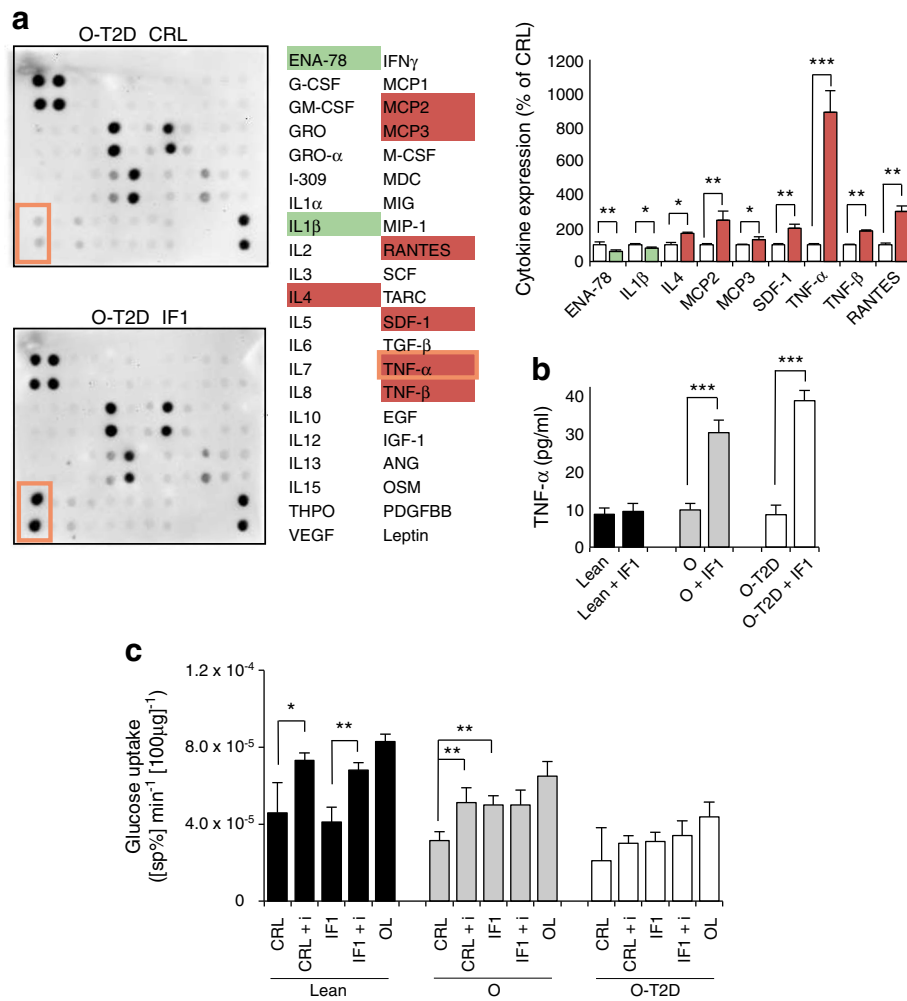 a
O-T2D CRL
O-T2D IF1
ENA-78 IFNγ
G-CSF MCP1
GM-CSF MCP2
GRO MCP3
GRO-α M-CSF
I-309 MDC
IL1α MIG
IL1β MIP-1
IL2 RANTES
IL3 SCF
IL4 TARC
IL5 SDF-1
IL6 TGF-β
IL7 TNF-α
IL8 TNF-β
IL10 EGF
IL12 IGF-1
IL13 ANG
IL15 OSM
THPO PDGFBB
VEGF Leptin
Cytokine expression (% of CRL)
1200
1000
800
600
400
200
0
** * * ** * ** *** ** **
ENA-78 IL1β IL4 MCP2 MCP3 SDF-1 TNF-α TNF-β RANTES
b
TNF-α (pg/ml)
40
30
20
10
0
*** ***
Lean Lean + IF1 O O + IF1 O-T2D O-T2D + IF1
c
Glucose uptake
([sp%] min-1 [100µg]-1)
1.2 x 10-4
8.0 x 10-5
4.0 x 10-5
0
* ** ** **
CRL CRL + i IF1 IF1 + i OL CRL CRL + i IF1 IF1 + i OL CRL CRL + i IF1 IF1 + i OL
Lean O O-T2D